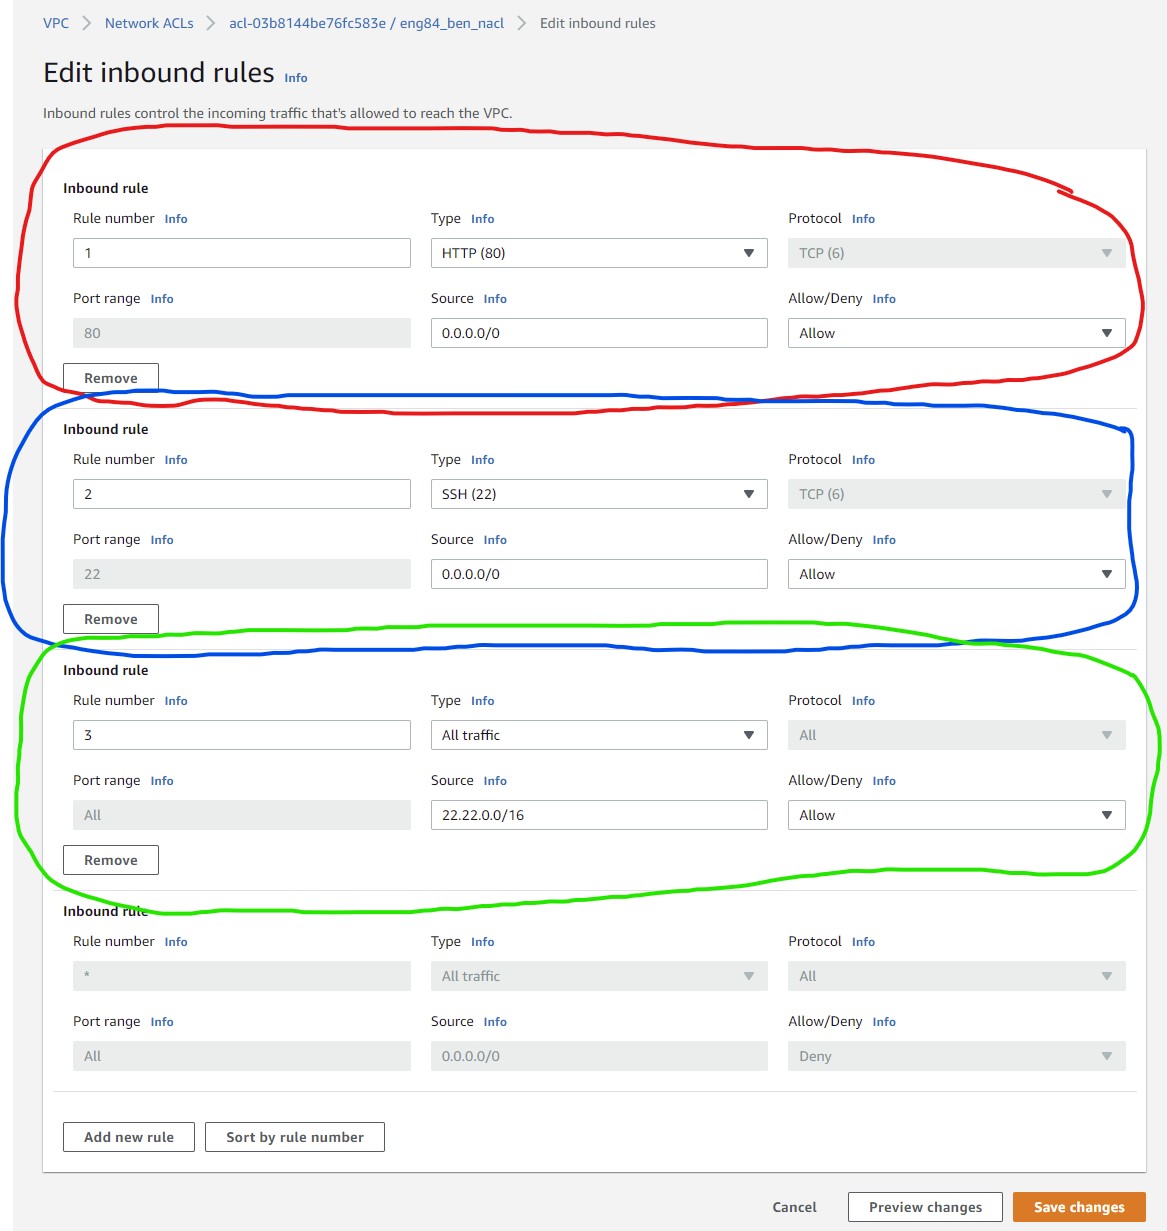 VPC > Network ACLs > acl-03b8144be76fc583e / eng84_ben_nacl > Edit inbound rules
Edit inbound rules Info
Inbound rules control the incoming traffic that's allowed to reach the VPC.
Inbound rule
Rule number Info Type Info Protocol Info
1 HTTP (80) TCP (6)
Port range Info Source Info Allow/Deny Info
80 0.0.0.0/0 Allow
Remove
Inbound rule
Rule number Info Type Info Protocol Info
2 SSH (22) TCP (6)
Port range Info Source Info Allow/Deny Info
22 0.0.0.0/0 Allow
Remove
Inbound rule
Rule number Info Type Info Protocol Info
3 All traffic All
Port range Info Source Info Allow/Deny Info
All 22.22.0.0/16 Allow
Remove
Inbound rule
Rule number Info Type Info Protocol Info
* All traffic All
Port range Info Source Info Allow/Deny Info
All 0.0.0.0/0 Deny
Add new rule Sort by rule number
Cancel Preview changes Save changes